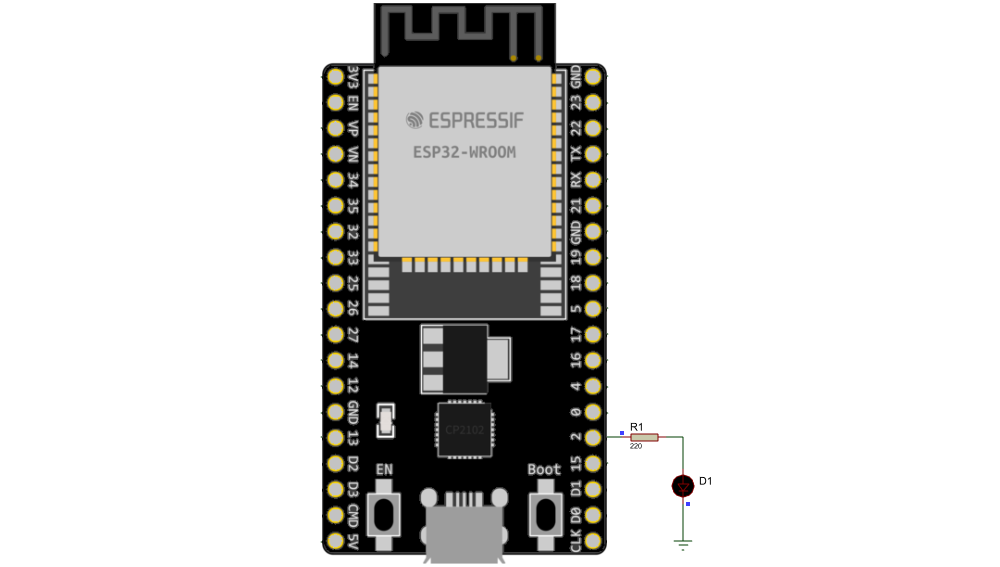 ESPRESSIF
ESP32-WROOM
3V3
EN
VP
VN
34
35
32
33
25
26
27
14
12
GND
13
D2
D3
CMD
5V
GND
23
22
TX
RX
21
GND
19
18
5
17
16
4
0
2
15
D1
D0
CLK
CP2102
EN
Boot
R1
220
D1